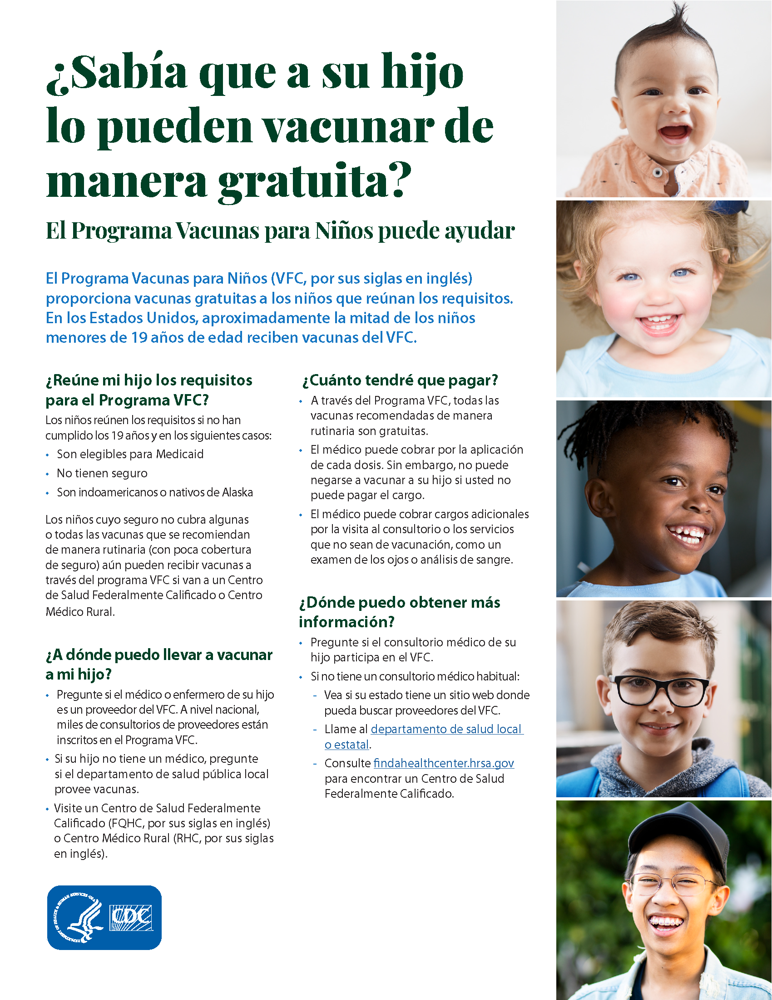 ¿Sabía que a su hijo
lo pueden vacunar de
manera gratuita?
El Programa Vacunas para Niños puede ayudar
El Programa Vacunas para Niños (VFC, por sus siglas en inglés)
proporciona vacunas gratuitas a los niños que reúnan los requisitos.
En los Estados Unidos, aproximadamente la mitad de los niños
menores de 19 años de edad reciben vacunas del VFC.
¿Reúne mi hijo los requisitos
para el Programa VFC?
Los niños reúnen los requisitos si no han
cumplido los 19 años y en los siguientes casos:
• Son elegibles para Medicaid
• No tienen seguro
• Son indoamericanos o nativos de Alaska
Los niños cuyo seguro no cubra algunas
o todas las vacunas que se recomiendan
de manera rutinaria (con poca cobertura
de seguro) aún pueden recibir vacunas a
través del programa VFC si van a un Centro
de Salud Federalmente Calificado o Centro
Médico Rural.
¿A dónde puedo llevar a vacunar
a mi hijo?
• Pregunte si el médico o enfermero de su hijo
es un proveedor del VFC. A nivel nacional,
miles de consultorios de proveedores están
inscritos en el Programa VFC.
• Si su hijo no tiene un médico, pregunte
si el departamento de salud pública local
provee vacunas.
• Visite un Centro de Salud Federalmente
Calificado (FQHC, por sus siglas en inglés)
o Centro Médico Rural (RHC, por sus siglas
en inglés).
¿Cuánto tendré que pagar?
• A través del Programa VFC, todas las
vacunas recomendadas de manera
rutinaria son gratuitas.
• El médico puede cobrar por la aplicación
de cada dosis. Sin embargo, no puede
negarse a vacunar a su hijo si usted no
puede pagar el cargo.
• El médico puede cobrar cargos adicionales
por la visita al consultorio o los servicios
que no sean de vacunación, como un
examen de los ojos o análisis de sangre.
¿Dónde puedo obtener más
información?
• Pregunte si el consultorio médico de su
hijo participa en el VFC.
• Si no tiene un consultorio médico habitual:
- Vea si su estado tiene un sitio web donde
pueda buscar proveedores del VFC.
- Llame al departamento de salud local
o estatal.
- Consulte findahealthcenter.hrsa.gov
para encontrar un Centro de Salud
Federalmente Calificado.
DEPARTMENT OF HEALTH & HUMAN SERVICES • USA
CDC